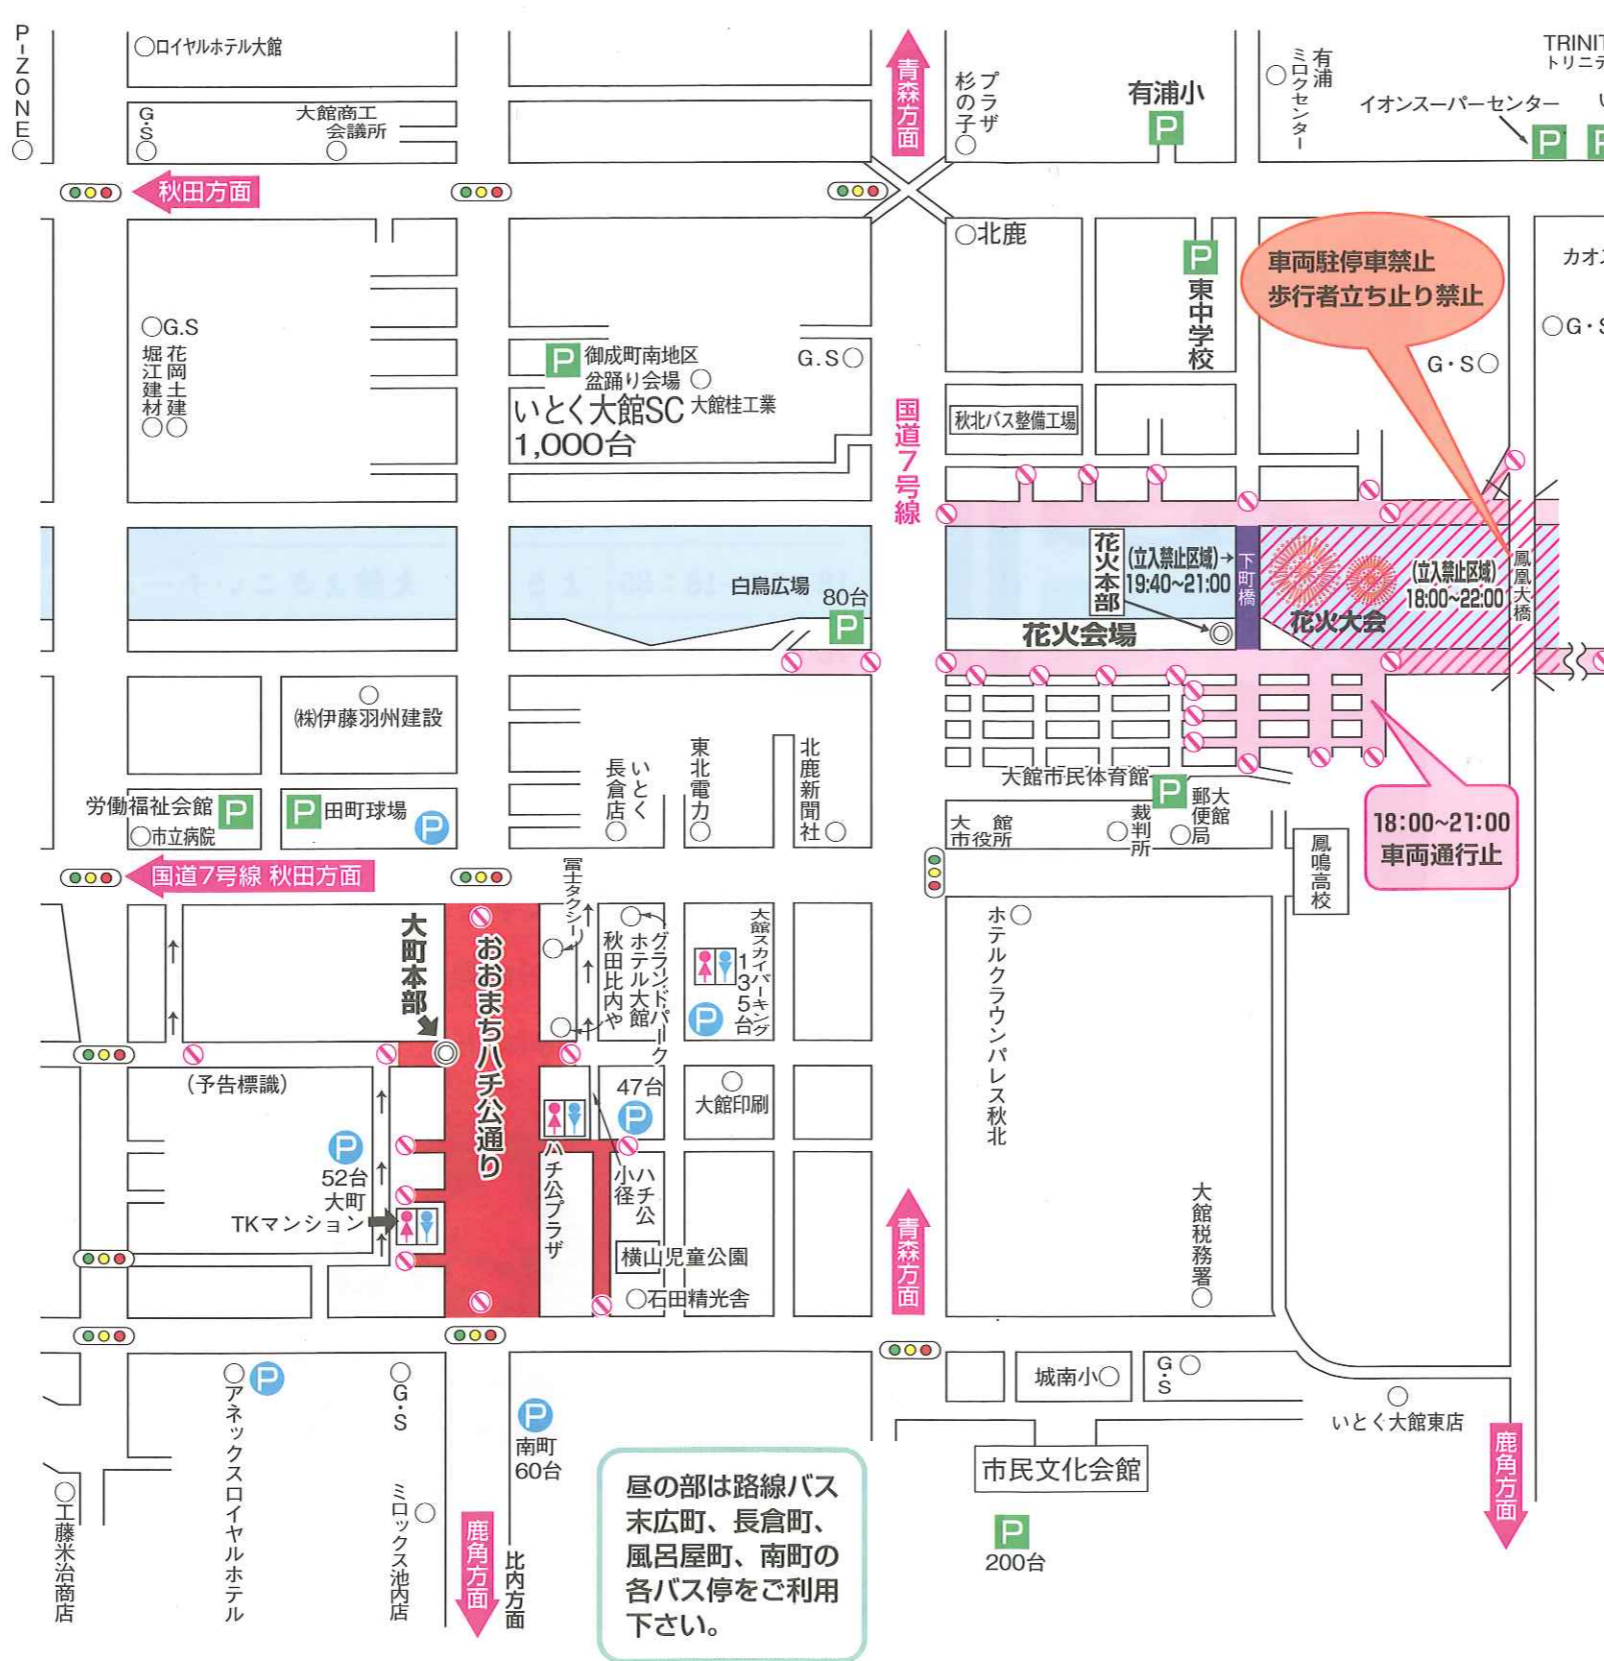 P-ZONE
ロイヤルホテル大館
G・S
大館商工
会議所
青森方面
プラザ
杉の子
有浦小
P
有浦
ミロクセンター
TRINIT
イオンスーパーセンター
P
P
秋田方面
北鹿
P
東中学校
車両駐停車禁止
歩行者立ち止り禁止
G・S
G.S
花岡土建
堀江建材
P
御成町南地区
盆踊り会場
大館桂工業
いとく大館SC
1,000台
G.S
国道7号線
秋北バス整備工場
G・S
白鳥広場
80台
P
花火本部
(立入禁止区域)→
19:40~21:00
下町橋
花火会場
花火大会
(立入禁止区域)
18:00~22:00
鳳凰大橋
(株)伊藤羽州建設
労働福祉会館
P
市立病院
P
田町球場
P
いとく
長倉店
東北電力
北鹿新聞社
大館市民体育館
P
大館
市役所
裁判所
大館
郵便局
鳳鳴高校
18:00~21:00
車両通行止
国道7号線 秋田方面
大町本部
おおまちハチ公通り
冨士タクシー
グランドパーク
ホテル大館
秋田比内や
大館スカイパーキング
135台
P
ホテルクラウンパレス秋北
(予告標識)
P
52台
大町
TKマンション
ハチ公プラザ
47台
P
ハチ公
小径
大館印刷
横山児童公園
石田精光舎
青森方面
大館税務署
アネックスロイヤルホテル
P
G・S
ミロックス池内店
工藤米治商店
P
南町
60台
鹿角方面
比内方面
昼の部は路線バス
末広町、長倉町、
風呂屋町、南町の
各バス停をご利用
下さい。
城南小
G・S
市民文化会館
P
200台
いとく大館東店
鹿角方面